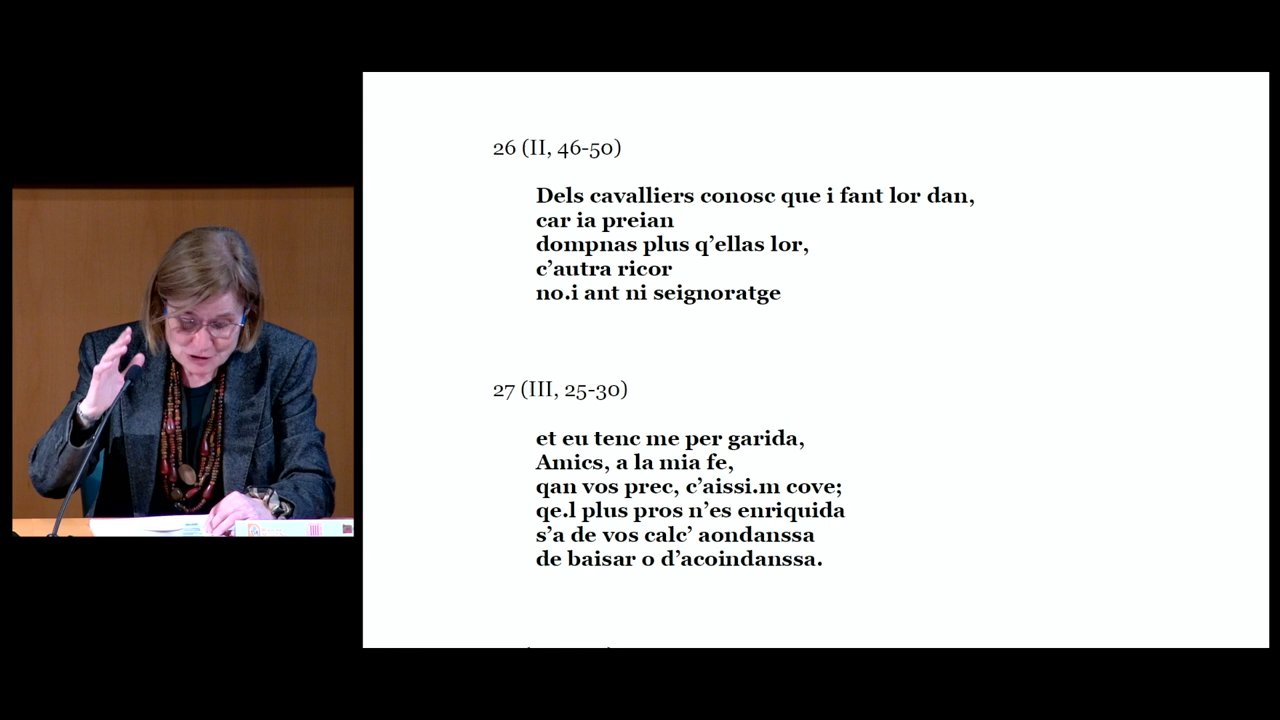 26 (II, 46-50)
Dels cavalliers conosc que i fant lor dan,
car ia preian
dompnas plus q’ellas lor,
c’autra ricor
no.i ant ni seignoratge
27 (III, 25-30)
et eu tenc me per garida,
Amics, a la mia fe,
qan vos prec, c’aissi.m cove;
qe.l plus pros n’es enriquida
s’a de vos calc’ aondanssa
de baisar o d’acoindanssa.